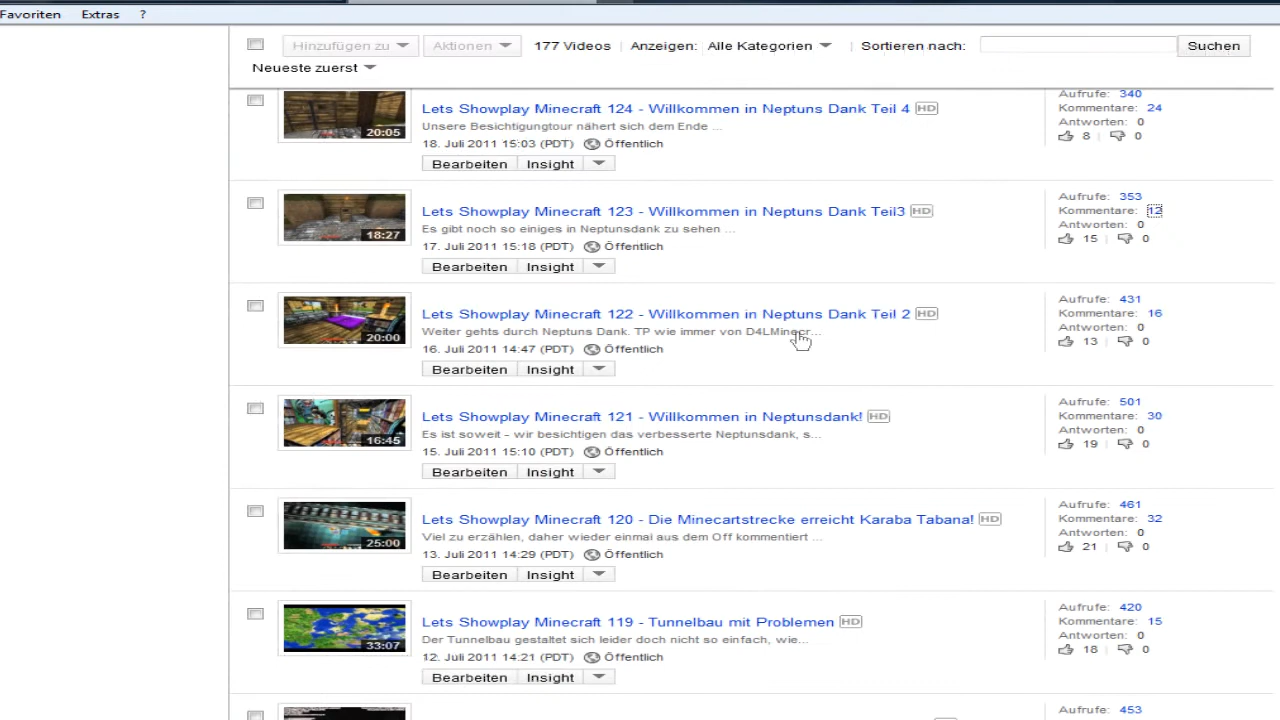 Favoriten Extras ?
Hinzufügen zu Aktionen 177 Videos Anzeigen: Alle Kategorien Sortieren nach: Suchen
Neueste zuerst
20:05
Lets Showplay Minecraft 124 - Willkommen in Neptuns Dank Teil 4 HD
Unsere Besichtigungtour nähert sich dem Ende ...
18. Juli 2011 15:03 (PDT) Öffentlich
Bearbeiten Insight
Aufrufe: 340
Kommentare: 24
Antworten: 0
8 0
18:27
Lets Showplay Minecraft 123 - Willkommen in Neptuns Dank Teil3 HD
Es gibt noch so einiges in Neptunsdank zu sehen ...
17. Juli 2011 15:18 (PDT) Öffentlich
Bearbeiten Insight
Aufrufe: 353
Kommentare: 12
Antworten: 0
15 0
20:00
Lets Showplay Minecraft 122 - Willkommen in Neptuns Dank Teil 2 HD
Weiter gehts durch Neptuns Dank. TP wie immer von D4LMinecr...
16. Juli 2011 14:47 (PDT) Öffentlich
Bearbeiten Insight
Aufrufe: 431
Kommentare: 16
Antworten: 0
13 0
16:45
Lets Showplay Minecraft 121 - Willkommen in Neptunsdank! HD
Es ist soweit - wir besichtigen das verbesserte Neptunsdank, s...
15. Juli 2011 15:10 (PDT) Öffentlich
Bearbeiten Insight
Aufrufe: 501
Kommentare: 30
Antworten: 0
19 0
25:00
Lets Showplay Minecraft 120 - Die Minecartstrecke erreicht Karaba Tabana! HD
Viel zu erzählen, daher wieder einmal aus dem Off kommentiert ...
13. Juli 2011 14:29 (PDT) Öffentlich
Bearbeiten Insight
Aufrufe: 461
Kommentare: 32
Antworten: 0
21 0
33:07
Lets Showplay Minecraft 119 - Tunnelbau mit Problemen HD
Der Tunnelbau gestaltet sich leider doch nicht so einfach, wie...
12. Juli 2011 14:21 (PDT) Öffentlich
Bearbeiten Insight
Aufrufe: 420
Kommentare: 15
Antworten: 0
18 0
Aufrufe: 453